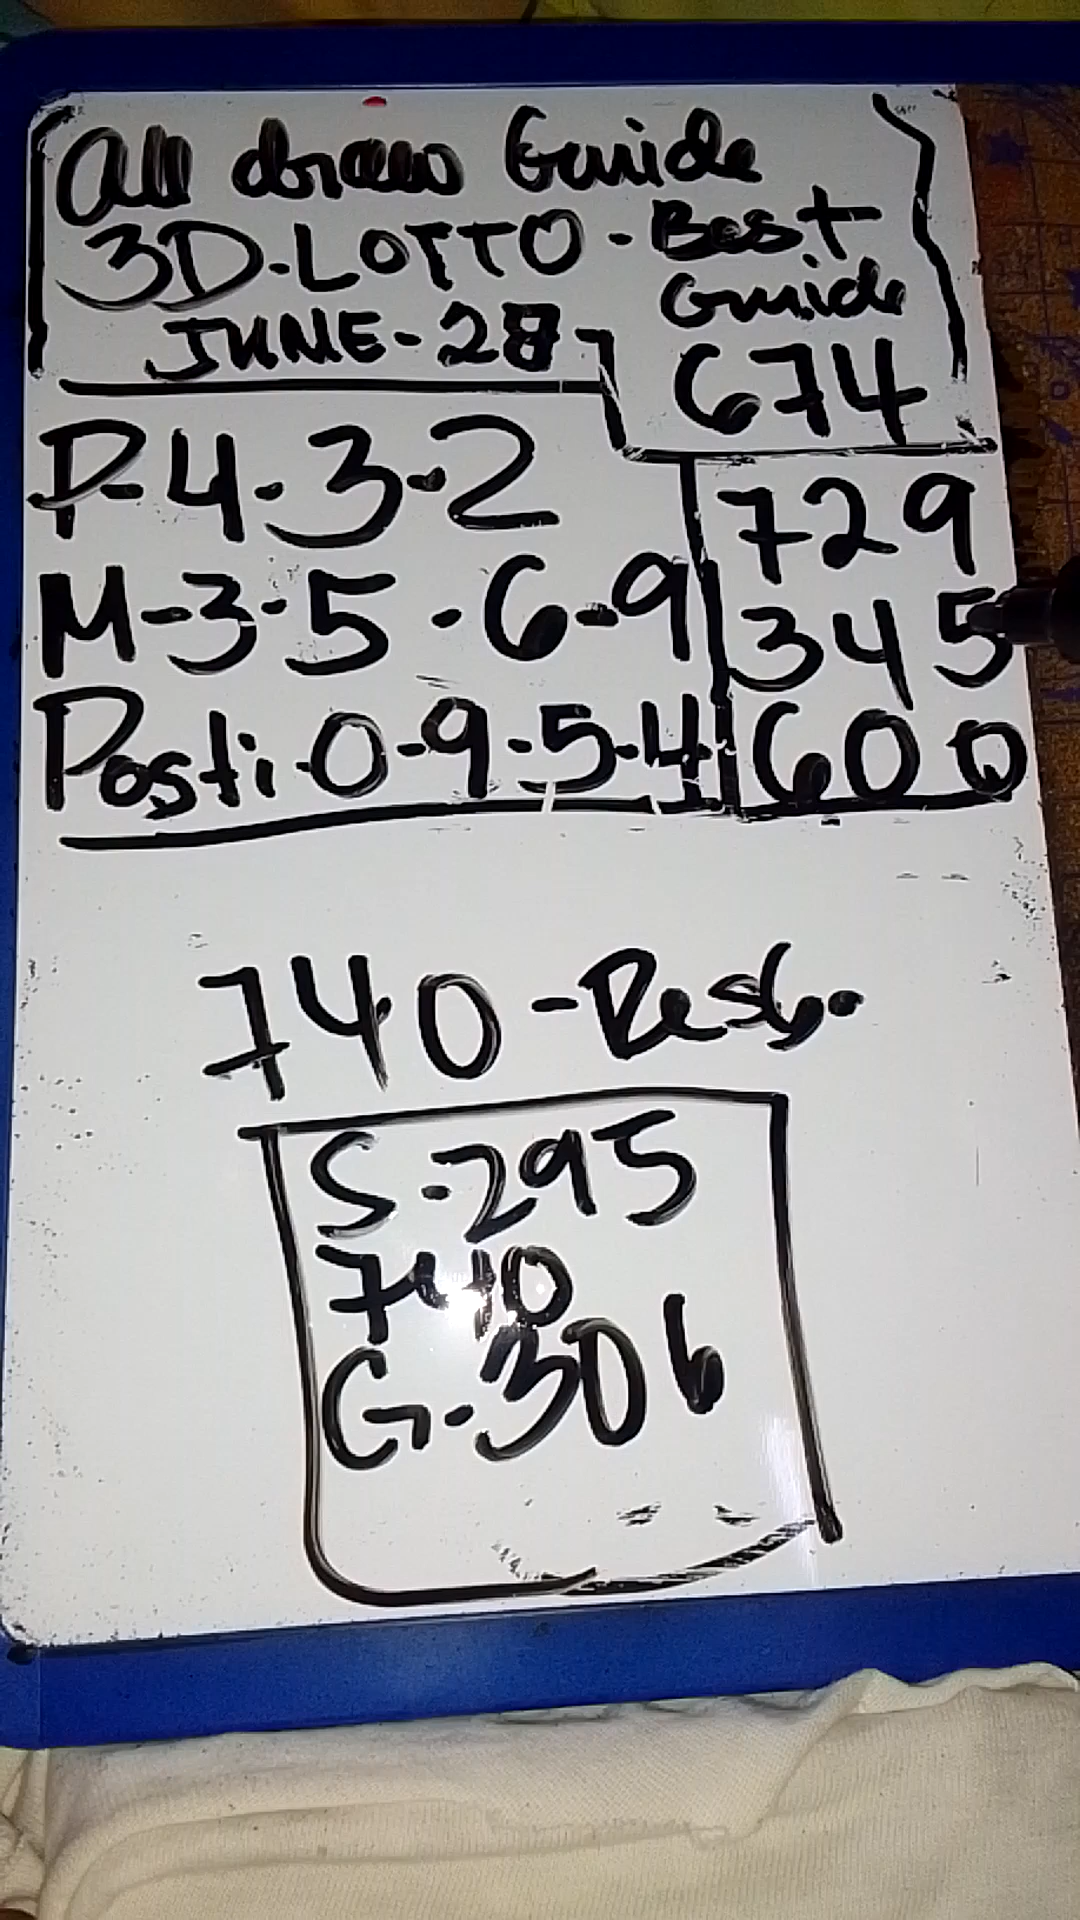 All draw Guide
3D-LOTTO - Best
Guide
JUNE-28-
674
P-4-3-2
729
M-3-5-6-9
345
Posti-0-9-5-4
600
740-Res6.
S-295
740
G-306